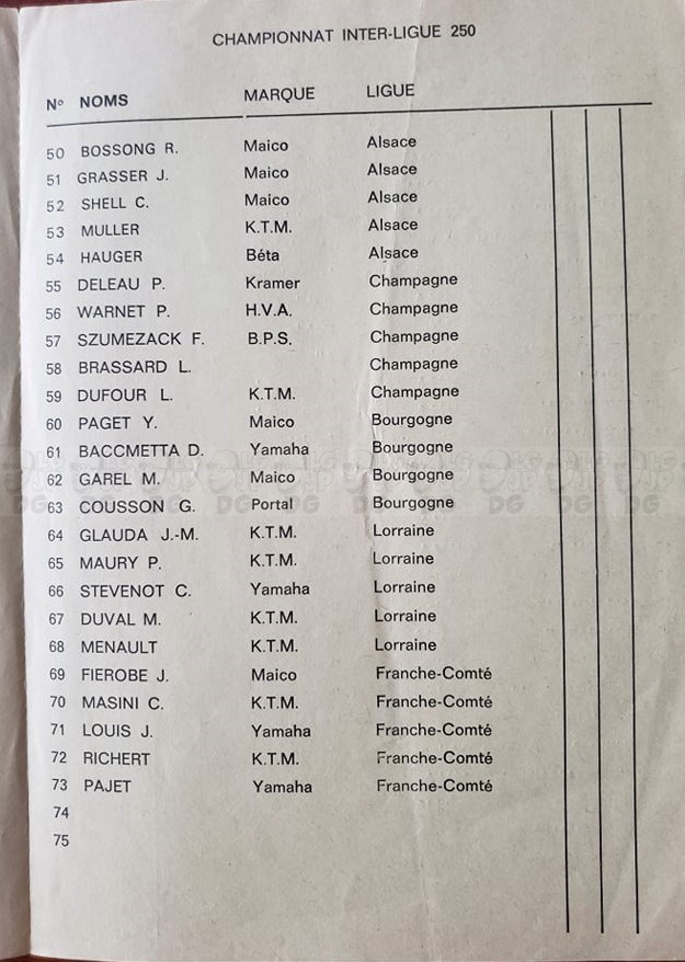 CHAMPIONNAT INTER-LIGUE 250
N° NOMS MARQUE LIGUE
50 BOSSONG R. Maico Alsace
51 GRASSER J. Maico Alsace
52 SHELL C. Maico Alsace
53 MULLER K.T.M. Alsace
54 HAUGER Béta Alsace
55 DELEAU P. Kramer Champagne
56 WARNET P. H.V.A. Champagne
57 SZUMEZACK F. B.P.S. Champagne
58 BRASSARD L. Champagne
59 DUFOUR L. K.T.M. Champagne
60 PAGET Y. Maico Bourgogne
61 BACCMETTA D. Yamaha Bourgogne
62 GAREL M. Maico Bourgogne
63 COUSSON G. Portal Bourgogne
64 GLAUDA J.-M. K.T.M. Lorraine
65 MAURY P. K.T.M. Lorraine
66 STEVENOT C. Yamaha Lorraine
67 DUVAL M. K.T.M. Lorraine
68 MENAULT K.T.M. Lorraine
69 FIEROBE J. Maico Franche-Comté
70 MASINI C. K.T.M. Franche-Comté
71 LOUIS J. Yamaha Franche-Comté
72 RICHERT K.T.M. Franche-Comté
73 PAJET Yamaha Franche-Comté
74
75